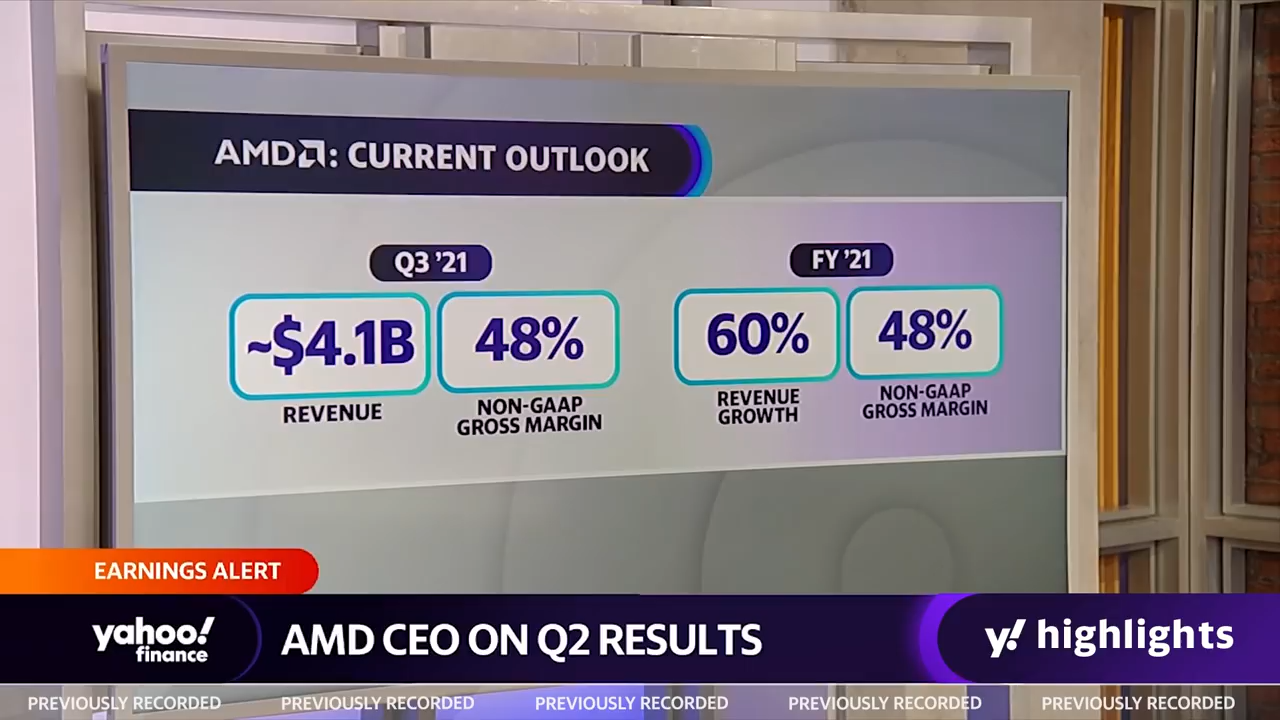 AMD: CURRENT OUTLOOK
Q3 '21
~$4.1B
REVENUE
48%
NON-GAAP
GROSS MARGIN
FY '21
60%
REVENUE
GROWTH
48%
NON-GAAP
GROSS MARGIN
EARNINGS ALERT
yahoo!
finance
AMD CEO ON Q2 RESULTS
y! highlights
PREVIOUSLY RECORDED PREVIOUSLY RECORDED PREVIOUSLY RECORDED PREVIOUSLY RECORDED PREVIOUSLY RECORDED